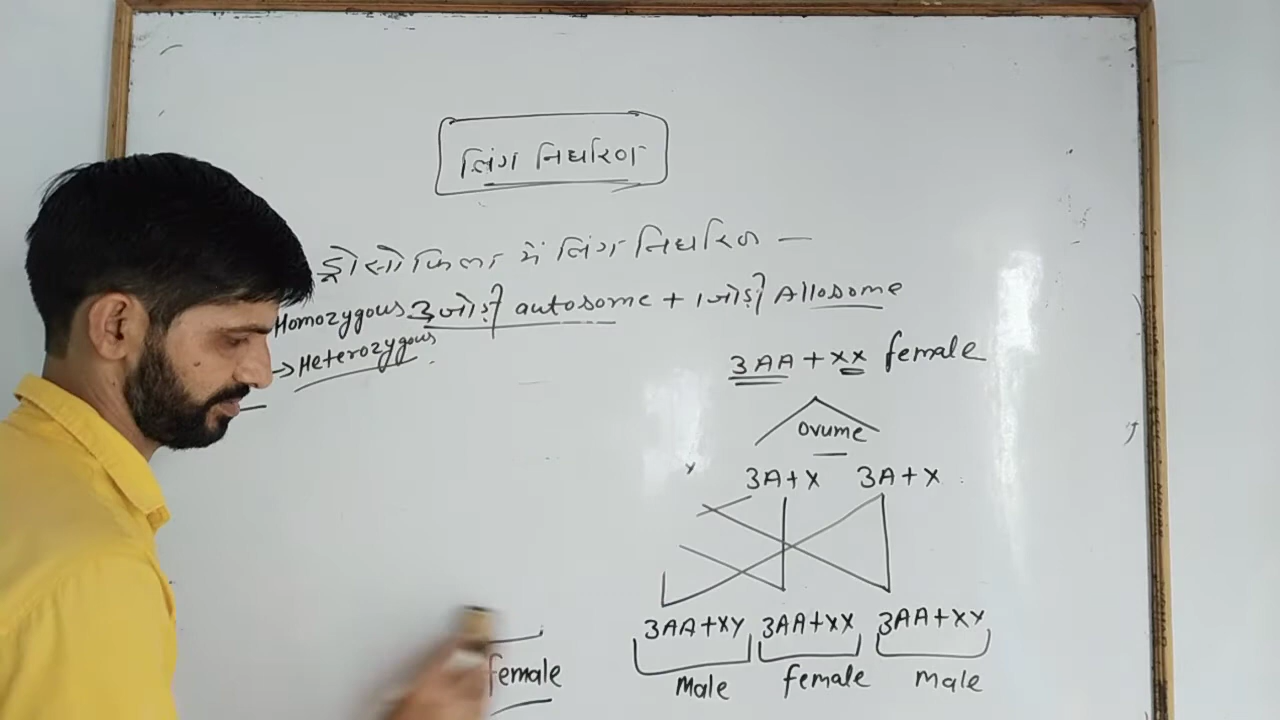 लिंग निर्धारण
ड्रोसोफिला में लिंग निर्धारण —
Homozygous 3 जोड़ी autosome + 1 जोड़ी Allosome
→ Heterozygous
3AA + xx female
ovume
3A + X 3A + X
3AA+XY 3AA+XX 3AA+XY
female Male female male